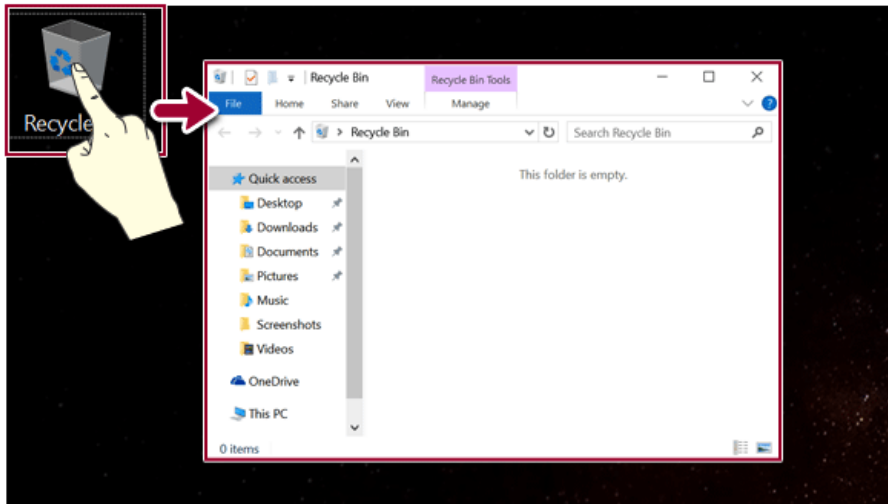 Recycle
Recycle Bin
Recycle Bin Tools
File Home Share View Manage
Recycle Bin
Search Recycle Bin
Quick access
This folder is empty.
Desktop
Downloads
Documents
Pictures
Music
Screenshots
Videos
OneDrive
This PC
0 items